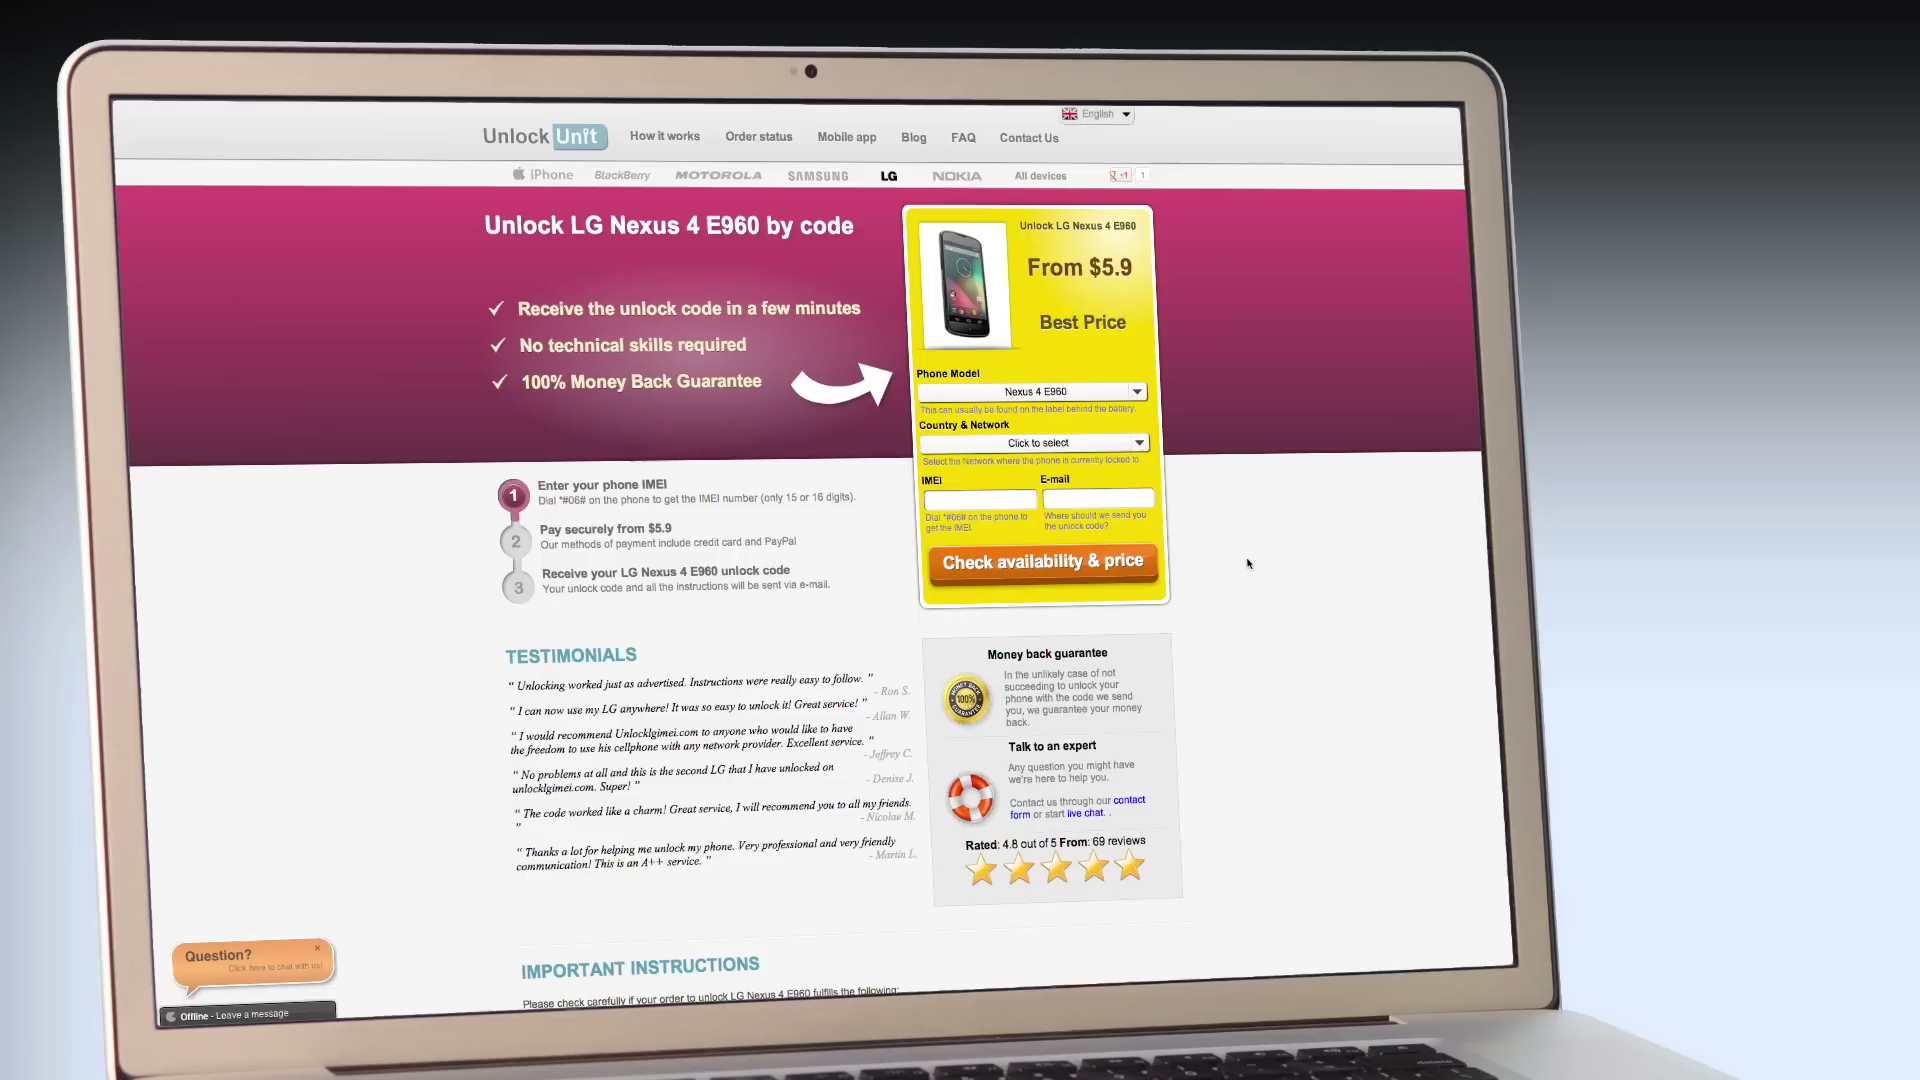 English
Unlock Unit
How it works
Order status
Mobile app
Blog
FAQ
Contact Us
iPhone
BlackBerry
MOTOROLA
SAMSUNG
LG
NOKIA
All devices
+1
1
Unlock LG Nexus 4 E960 by code
Receive the unlock code in a few minutes
No technical skills required
100% Money Back Guarantee
Unlock LG Nexus 4 E960
From $5.9
Best Price
Phone Model
Nexus 4 E960
This can usually be found on the label behind the battery.
Country & Network
Click to select
Select the Network where the phone is currently locked to.
IMEI
E-mail
Dial *#06# on the phone to
get the IMEI.
Where should we send you
the unlock code?
Check availability & price
1
Enter your phone IMEI
Dial *#06# on the phone to get the IMEI number (only 15 or 16 digits).
2
Pay securely from $5.9
Our methods of payment include credit card and PayPal
3
Receive your LG Nexus 4 E960 unlock code
Your unlock code and all the instructions will be sent via e-mail.
TESTIMONIALS
“ Unlocking worked just as advertised. Instructions were really easy to follow. ”
- Ron S.
“ I can now use my LG anywhere! It was so easy to unlock it! Great service! ”
- Allan W.
“ I would recommend Unlocklgimei.com to anyone who would like to have
the freedom to use his cellphone with any network provider. Excellent service. ”
- Jeffrey C.
“ No problems at all and this is the second LG that I have unlocked on
unlocklgimei.com. Super! ”
- Denise J.
“ The code worked like a charm! Great service, I will recommend you to all my friends.
”
- Nicolae M.
“ Thanks a lot for helping me unlock my phone. Very professional and very friendly
communication! This is an A++ service. ”
- Martin L.
Money back guarantee
MONEY BACK
100%
GUARANTEE
In the unlikely case of not
succeeding to unlock your
phone with the code we send
you, we guarantee your money
back.
Talk to an expert
Any question you might have
we're here to help you.
Contact us through our contact
form or start live chat. .
Rated: 4.8 out of 5 From: 69 reviews
IMPORTANT INSTRUCTIONS
Please check carefully if your order to unlock LG Nexus 4 E960 fulfills the following:
Question?
×
Click here to chat with us!
Offline - Leave a message